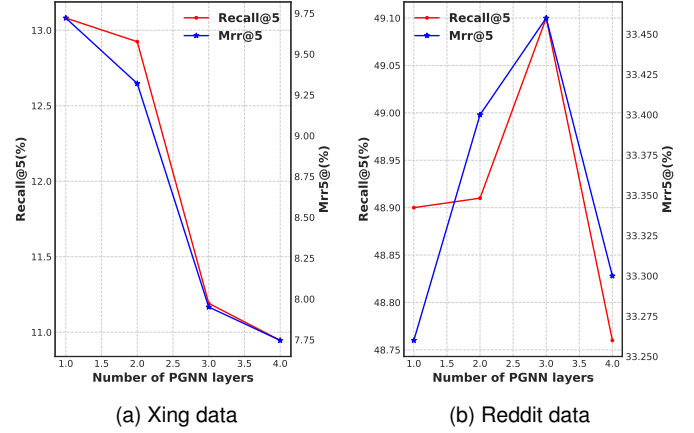 Recall@5
Mrr@5
13.0
12.5
12.0
11.5
11.0
Recall@5(%)
9.75
9.50
9.25
9.00
8.75
8.50
8.25
8.00
7.75
Mrr5@(%)
1.0 1.5 2.0 2.5 3.0 3.5 4.0
Number of PGNN layers
(a) Xing data
Recall@5
Mrr@5
49.10
49.05
49.00
48.95
48.90
48.85
48.80
48.75
Recall@5(%)
33.450
33.425
33.400
33.375
33.350
33.325
33.300
33.275
33.250
Mrr5@(%)
1.0 1.5 2.0 2.5 3.0 3.5 4.0
Number of PGNN layers
(b) Reddit data